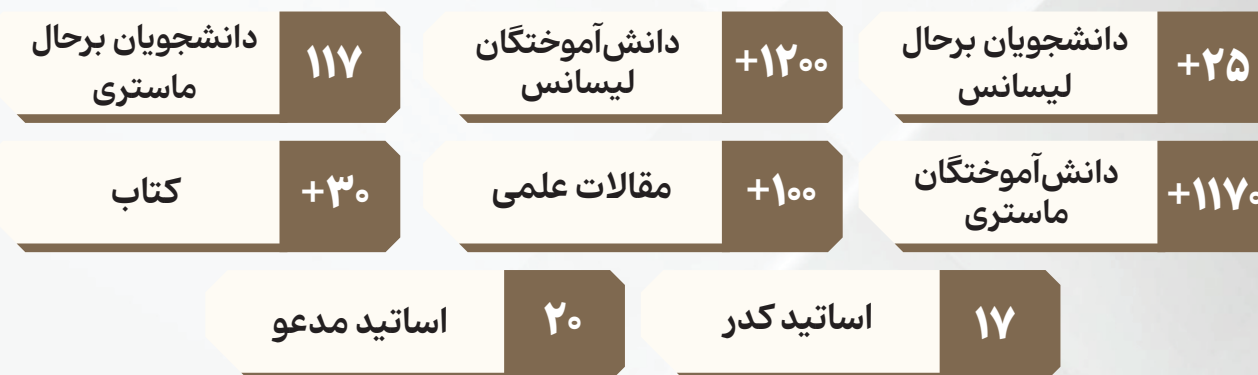 +۲۵
دانشجویان برحال
لیسانس
+۱۲۰۰
دانش‌آموختگان
لیسانس
۱۱۷
دانشجویان برحال
ماستری
+۱۱۷۰
دانش‌آموختگان
ماستری
+۱۰۰
مقالات علمی
+۳۰
کتاب
۱۷
اساتید کدر
۲۰
اساتید مدعو